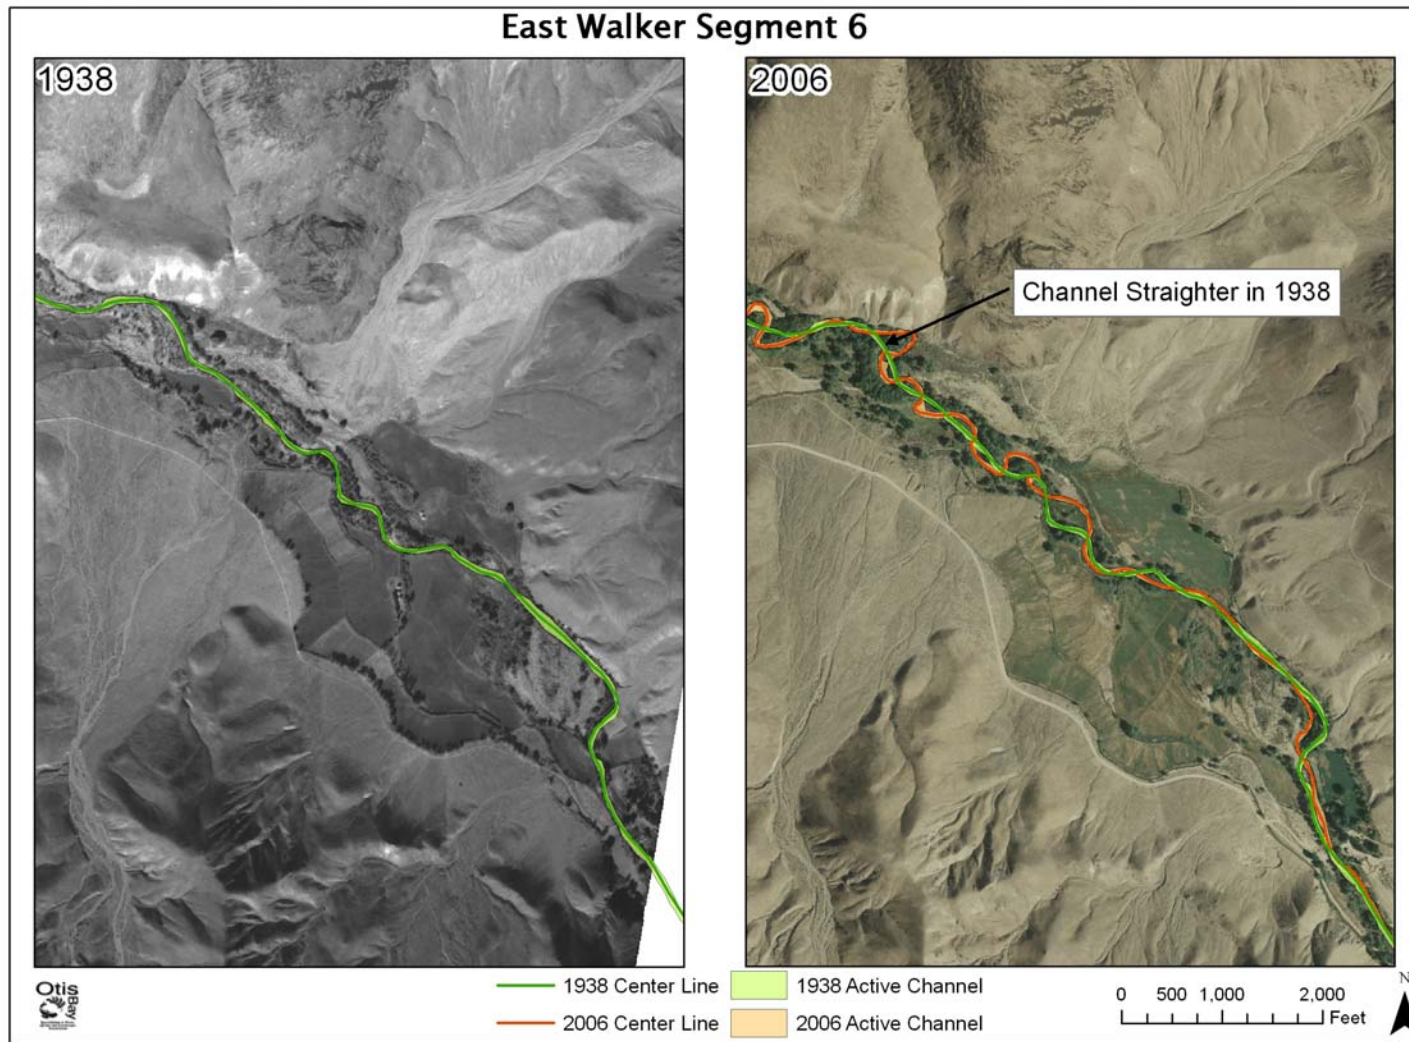 East Walker Segment 6
1938
2006
Channel Straighter in 1938
1938 Center Line
1938 Active Channel
2006 Center Line
2006 Active Channel
0 500 1,000 2,000
Feet
N
Otis
Bay